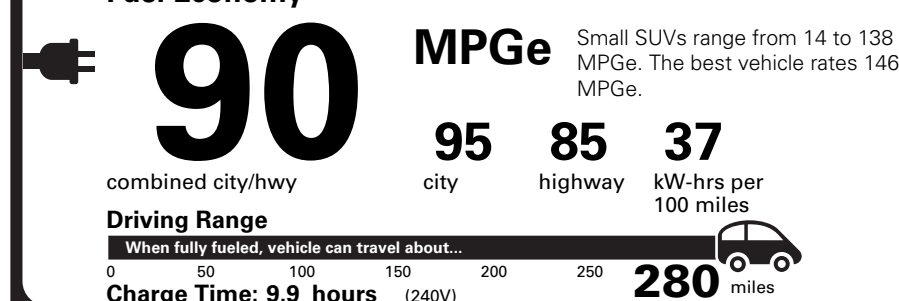 Fuel Economy
90
MPGe
Small SUVs range from 14 to 138
MPGe. The best vehicle rates 146
MPGe.
combined city/hwy
95
city
85
highway
37
kW-hrs per
100 miles
Driving Range
When fully fueled, vehicle can travel about...
0 50 100 150 200 250 280 miles
Charge Time: 9.9 hours (240V)